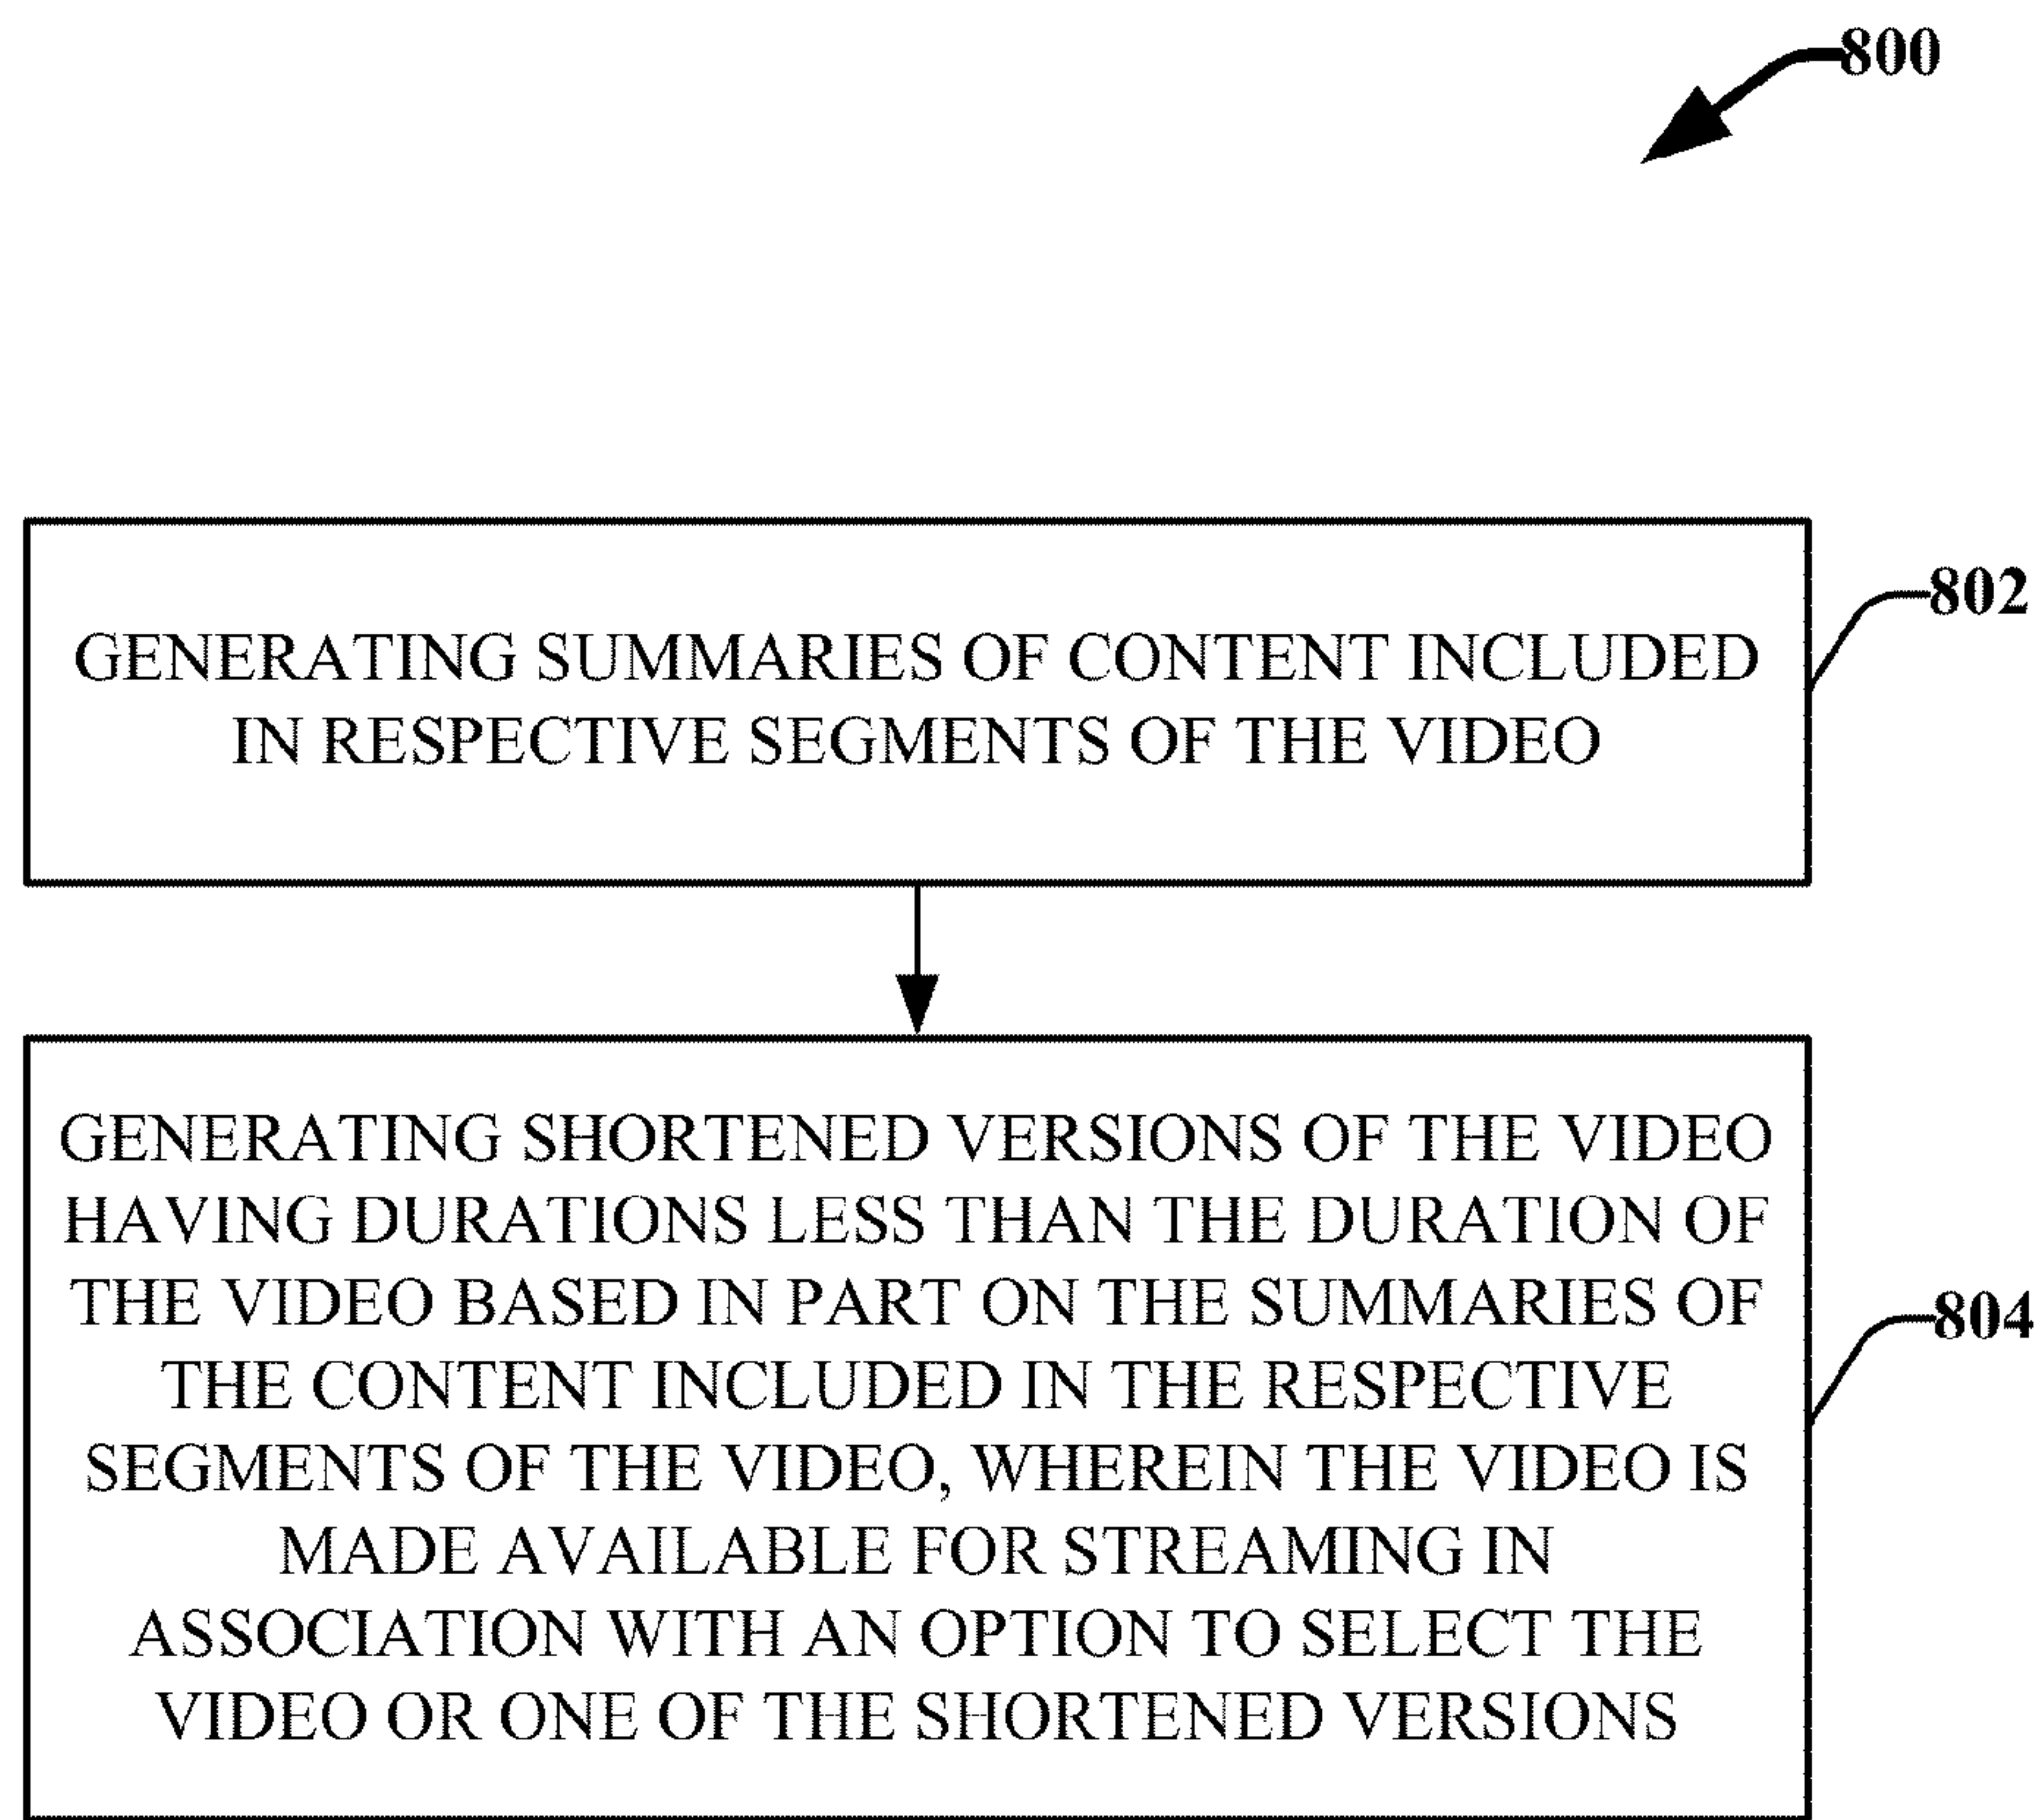 800
802
GENERATING SUMMARIES OF CONTENT INCLUDED
IN RESPECTIVE SEGMENTS OF THE VIDEO
GENERATING SHORTENED VERSIONS OF THE VIDEO
HAVING DURATIONS LESS THAN THE DURATION OF
THE VIDEO BASED IN PART ON THE SUMMARIES OF
THE CONTENT INCLUDED IN THE RESPECTIVE
SEGMENTS OF THE VIDEO, WHEREIN THE VIDEO IS
MADE AVAILABLE FOR STREAMING IN
ASSOCIATION WITH AN OPTION TO SELECT THE
VIDEO OR ONE OF THE SHORTENED VERSIONS
804